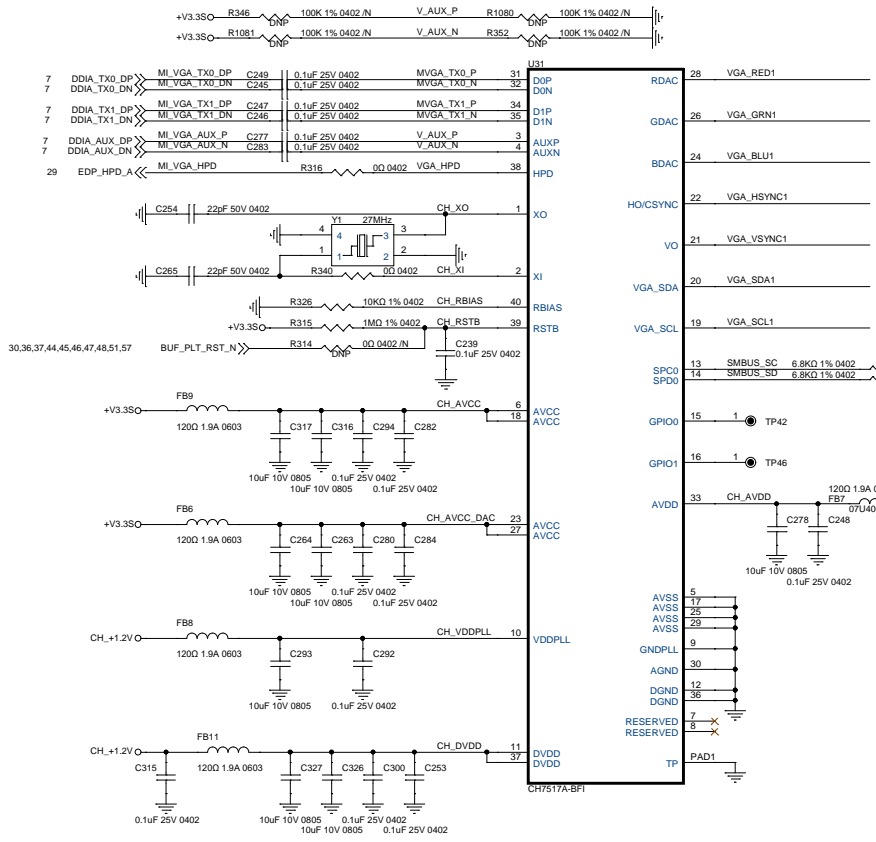 +V3.3S R346 100K 1% 0402 /N V_AUX_P R1080 100K 1% 0402 /N
DNP DNP
+V3.3S R1081 100K 1% 0402 /N V_AUX_N R352 100K 1% 0402 /N
DNP DNP
U31
7 DDIA_TX0_DP MI_VGA_TX0_DP C249 0.1uF 25V 0402 MVGA_TX0_P 31 D0P
7 DDIA_TX0_DN MI_VGA_TX0_DN C245 0.1uF 25V 0402 MVGA_TX0_N 32 D0N
RDAC 28 VGA_RED1
7 DDIA_TX1_DP MI_VGA_TX1_DP C247 0.1uF 25V 0402 MVGA_TX1_P 34 D1P
7 DDIA_TX1_DN MI_VGA_TX1_DN C246 0.1uF 25V 0402 MVGA_TX1_N 35 D1N
GDAC 26 VGA_GRN1
7 DDIA_AUX_DP MI_VGA_AUX_P C277 0.1uF 25V 0402 V_AUX_P 3 AUXP
7 DDIA_AUX_DN MI_VGA_AUX_N C283 0.1uF 25V 0402 V_AUX_N 4 AUXN
BDAC 24 VGA_BLU1
29 EDP_HPD_A MI_VGA_HPD R316 0Ω 0402 VGA_HPD 38 HPD
HO/CSYNC 22 VGA_HSYNC1
C254 22pF 50V 0402 CH_XO 1 XO
Y1 27MHz
4 4 3 3
1 1 2 2
VO 21 VGA_VSYNC1
C265 22pF 50V 0402 R340 0Ω 0402 CH_XI 2 XI
VGA_SDA 20 VGA_SDA1
R326 10KΩ 1% 0402 CH_RBIAS 40 RBIAS
+V3.3S R315 1MΩ 1% 0402 CH_RSTB 39 RSTB
VGA_SCL 19 VGA_SCL1
30,36,37,44,45,46,47,48,51,57 BUF_PLT_RST_N R314 0Ω 0402 /N
DNP
C239
0.1uF 25V 0402
SPC0 13 SMBUS_SC 6.8KΩ 1% 0402
SPD0 14 SMBUS_SD 6.8KΩ 1% 0402
+V3.3S FB9 120Ω 1.9A 0603 CH_AVCC 6 AVCC
18 AVCC
C317 C316 C294 C282
10uF 10V 0805 0.1uF 25V 0402
10uF 10V 0805 0.1uF 25V 0402
GPIO0 15 1 TP42
GPIO1 16 1 TP46
120Ω 1.9A
AVDD 33 CH_AVDD FB7
C278 C248
10uF 10V 0805
0.1uF 25V 0402
+V3.3S FB6 120Ω 1.9A 0603 CH_AVCC_DAC 23 AVCC
27 AVCC
C264 C263 C280 C284
10uF 10V 0805 0.1uF 25V 0402
10uF 10V 0805 0.1uF 25V 0402
AVSS 5
AVSS 17
AVSS 25
AVSS 29
CH_+1.2V FB8 120Ω 1.9A 0603 CH_VDDPLL 10 VDDPLL
C293 C292
10uF 10V 0805 0.1uF 25V 0402
GNDPLL 9
AGND 30
DGND 12
DGND 36
RESERVED 7
RESERVED 8
CH_+1.2V FB11 120Ω 1.9A 0603 CH_DVDD 11 DVDD
37 DVDD
C315 C327 C326 C300 C253
0.1uF 25V 0402 10uF 10V 0805 0.1uF 25V 0402
10uF 10V 0805 0.1uF 25V 0402
TP PAD1
CH7517A-BFI